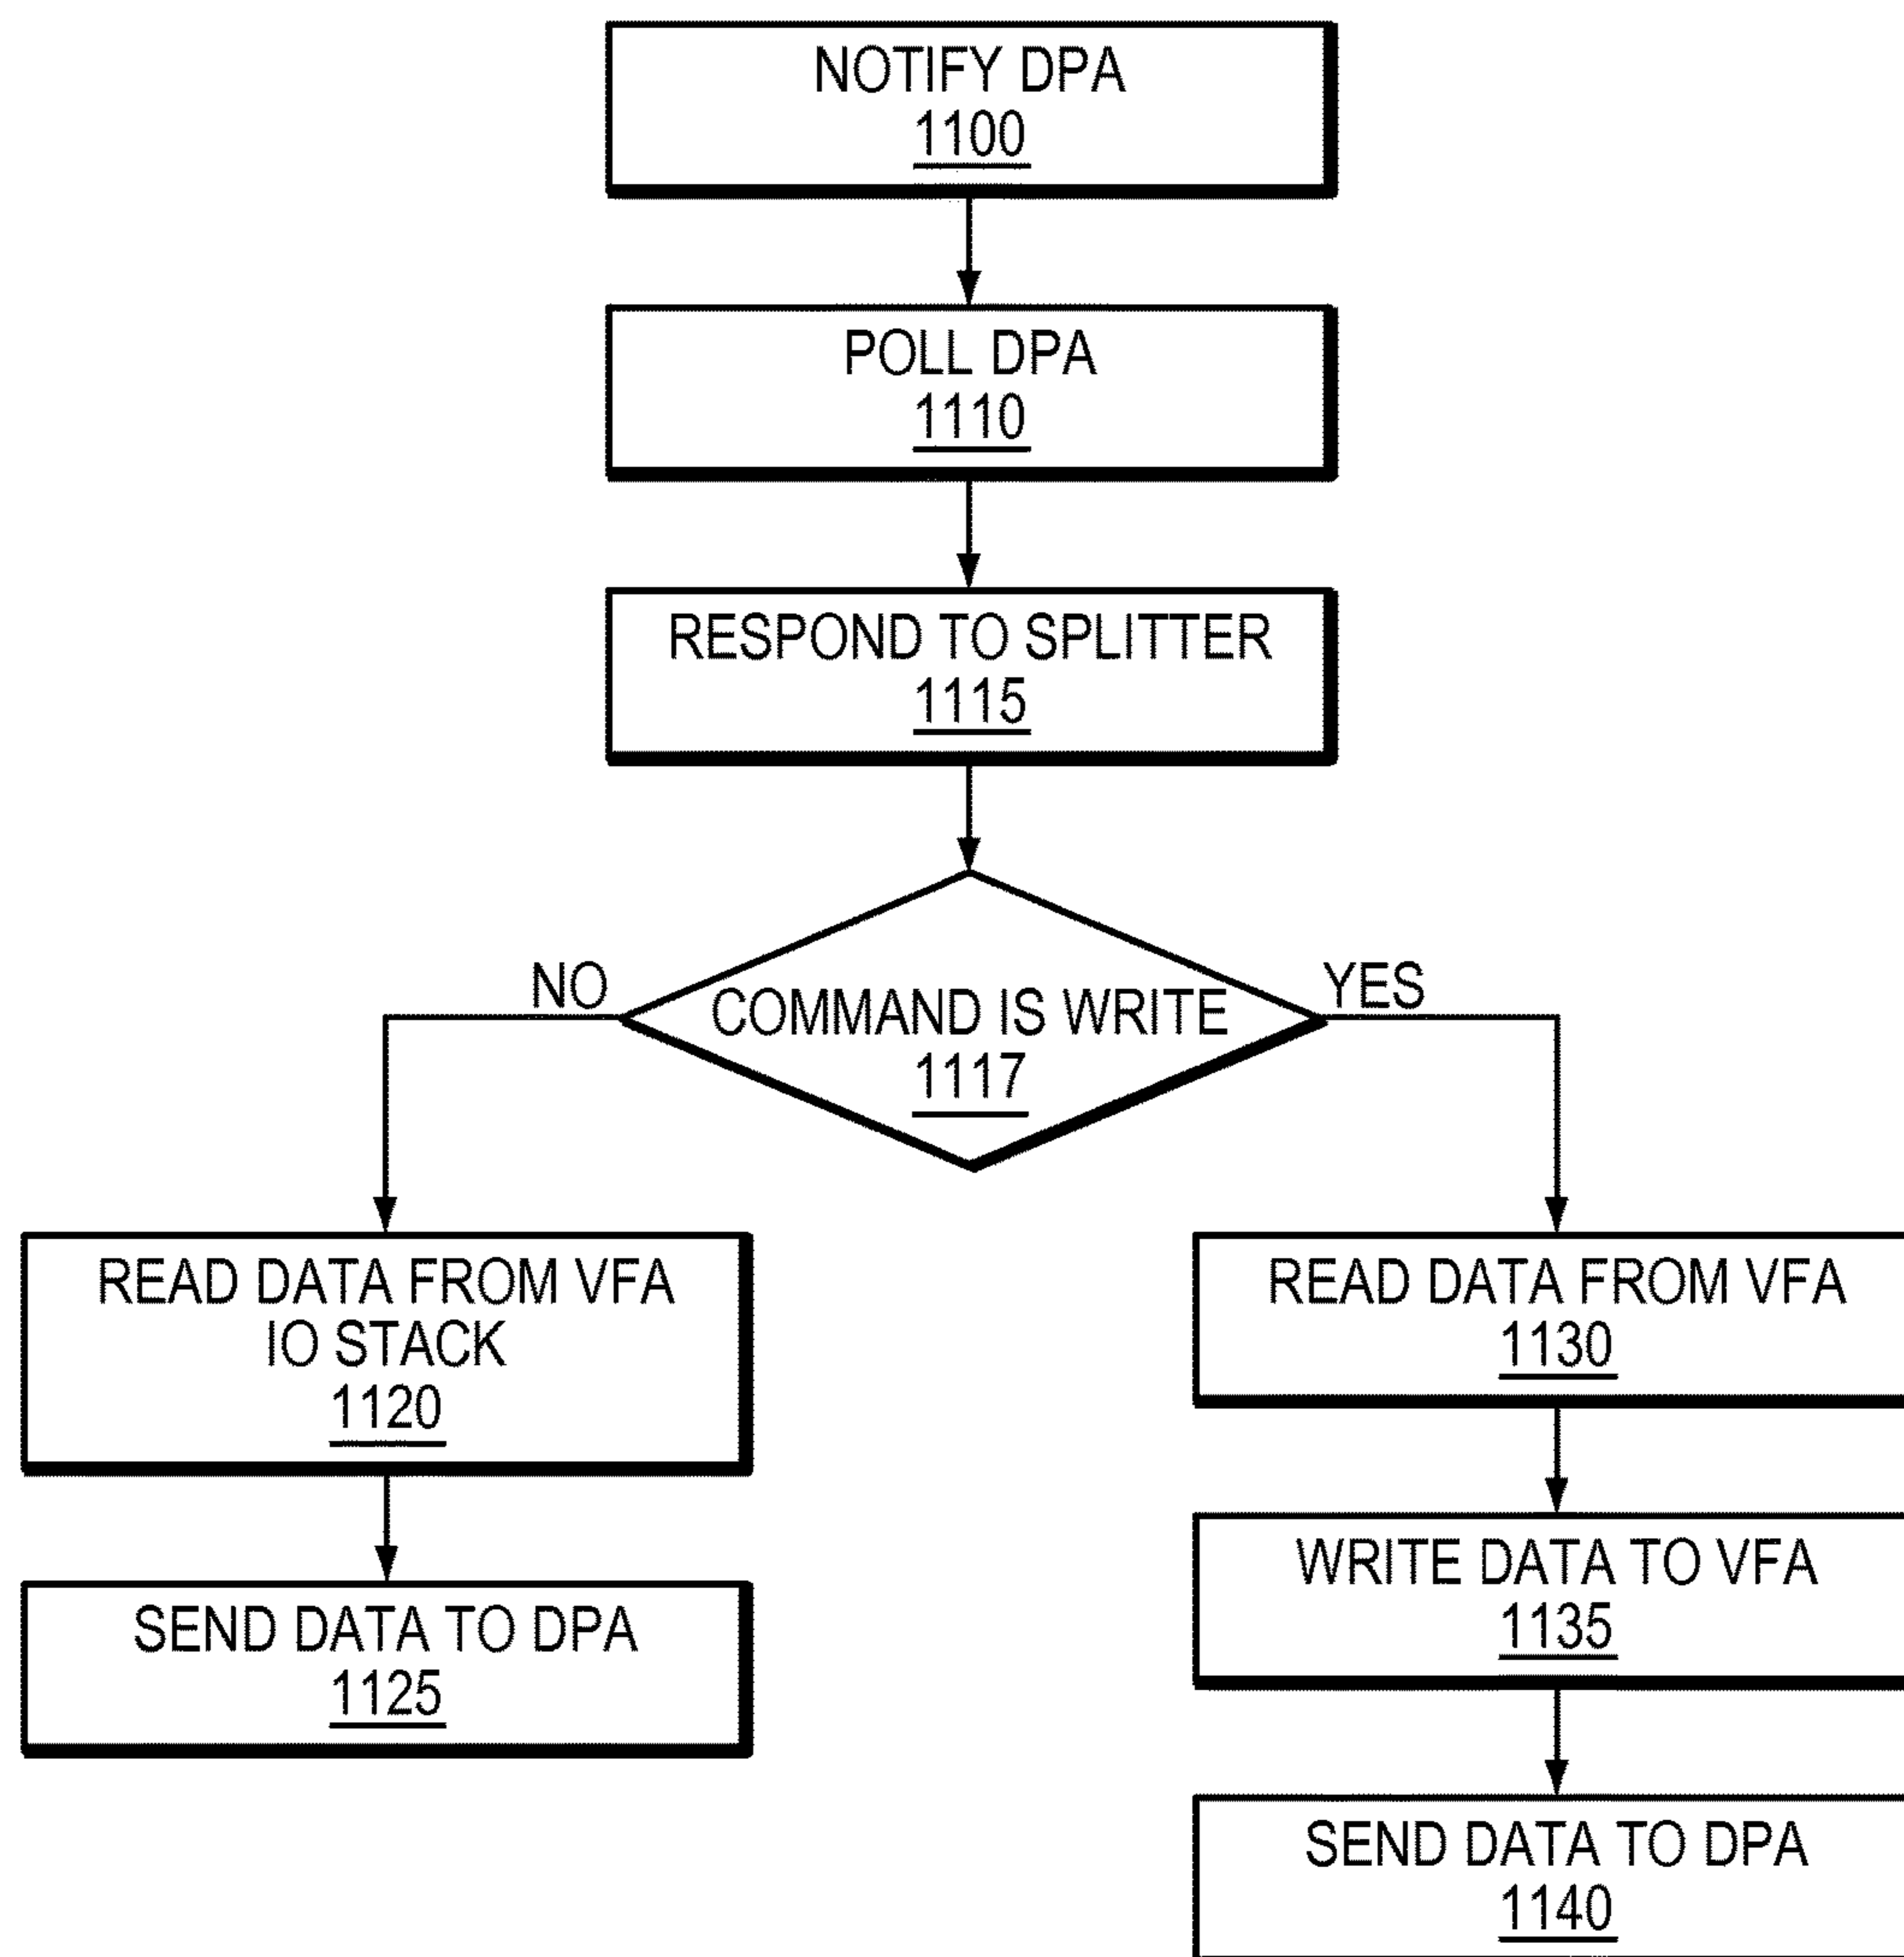 NOTIFY DPA
1100
POLL DPA
1110
RESPOND TO SPLITTER
1115
COMMAND IS WRITE
1117
NO
YES
READ DATA FROM VFA
IO STACK
1120
SEND DATA TO DPA
1125
READ DATA FROM VFA
1130
WRITE DATA TO VFA
1135
SEND DATA TO DPA
1140